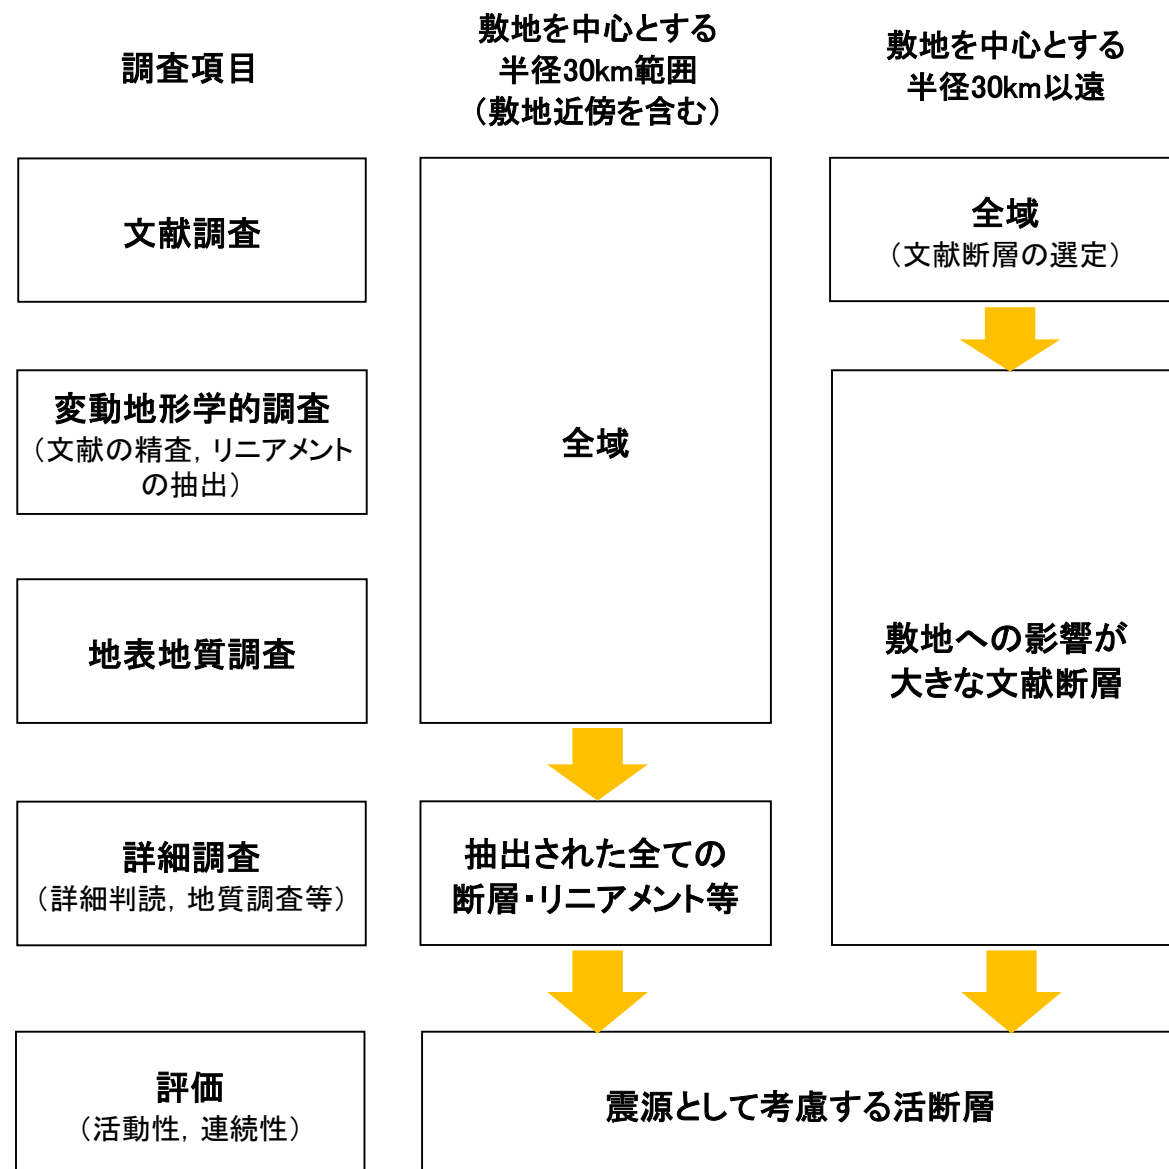 調査項目
敷地を中心とする
半径30km範囲
（敷地近傍を含む）
敷地を中心とする
半径30km以遠
文献調査
全域
（文献断層の選定）
変動地形学的調査
（文献の精査，リニアメント
の抽出）
全域
地表地質調査
敷地への影響が
大きな文献断層
詳細調査
（詳細判読，地質調査等）
抽出された全ての
断層・リニアメント等
評価
（活動性，連続性）
震源として考慮する活断層